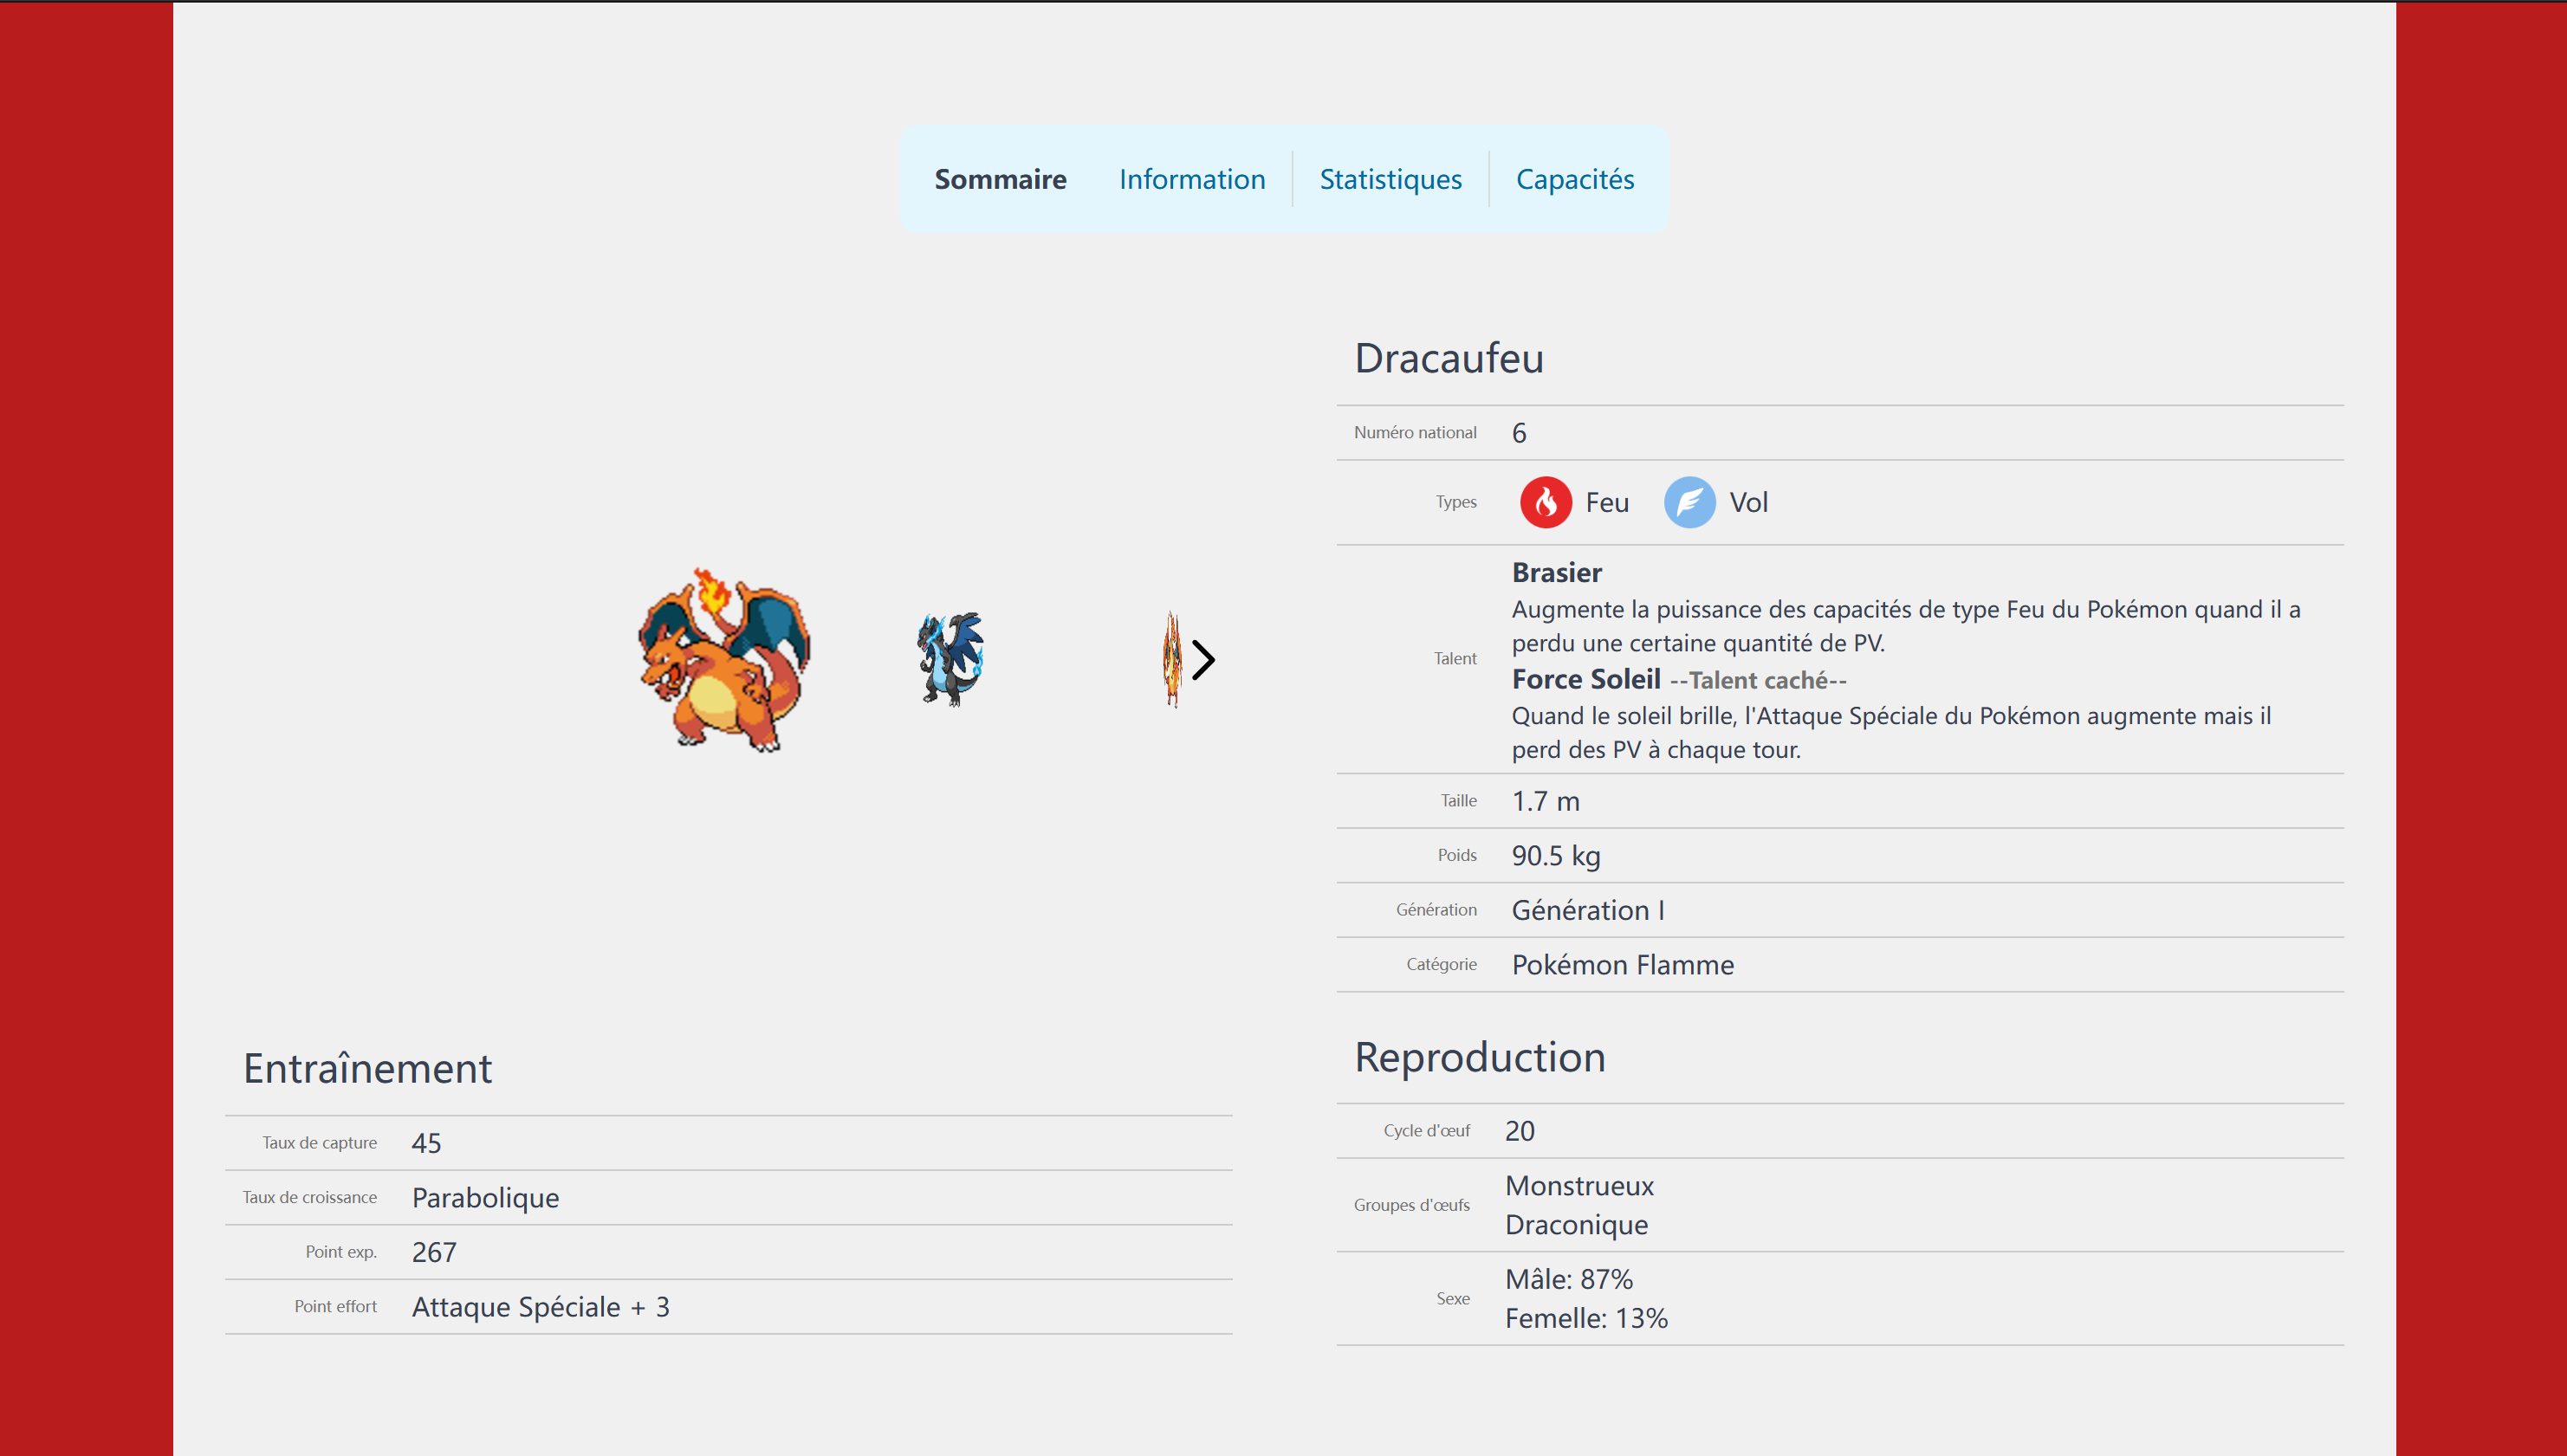 Sommaire
Information
Statistiques
Capacités
Dracaufeu
Numéro national 6
Types Feu Vol
Talent
Brasier
Augmente la puissance des capacités de type Feu du Pokémon quand il a
perdu une certaine quantité de PV.
Force Soleil --Talent caché--
Quand le soleil brille, l'Attaque Spéciale du Pokémon augmente mais il
perd des PV à chaque tour.
Taille 1.7 m
Poids 90.5 kg
Génération Génération I
Catégorie Pokémon Flamme
Entraînement
Taux de capture 45
Taux de croissance Parabolique
Point exp. 267
Point effort Attaque Spéciale + 3
Reproduction
Cycle d'œuf 20
Groupes d'œufs
Monstrueux
Draconique
Sexe
Mâle: 87%
Femelle: 13%